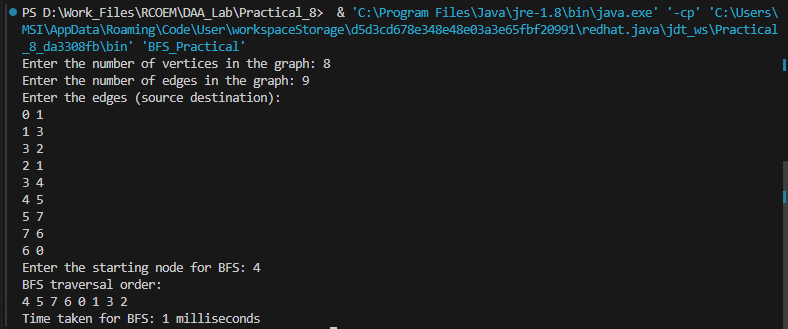 PS D:\Work_Files\RCOEM\DAA_Lab\Practical_8>  & 'C:\Program Files\Java\jre-1.8\bin\java.exe' '-cp' 'C:\Users\
MSI\AppData\Roaming\Code\User\workspaceStorage\d5d3cd678e348e48e03a3e65fbf20991\redhat.java\jdt_ws\Practical
_8_da3308fb\bin' 'BFS_Practical'
Enter the number of vertices in the graph: 8
Enter the number of edges in the graph: 9
Enter the edges (source destination):
0 1
1 3
3 2
2 1
3 4
4 5
5 7
7 6
6 0
Enter the starting node for BFS: 4
BFS traversal order:
4 5 7 6 0 1 3 2
Time taken for BFS: 1 milliseconds